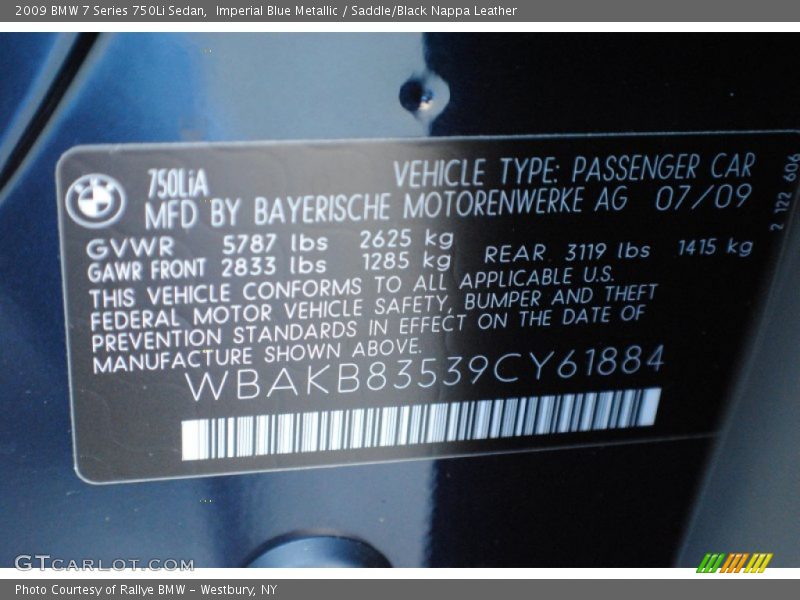 2009 BMW 7 Series 750Li Sedan, Imperial Blue Metallic / Saddle/Black Nappa Leather
BMW
750LiA
VEHICLE TYPE: PASSENGER CAR
MFD BY BAYERISCHE MOTORENWERKE AG 07/09
GVWR 5787 lbs 2625 kg
GAWR FRONT 2833 lbs 1285 kg REAR 3119 lbs 1415 kg
THIS VEHICLE CONFORMS TO ALL APPLICABLE U.S.
FEDERAL MOTOR VEHICLE SAFETY, BUMPER AND THEFT
PREVENTION STANDARDS IN EFFECT ON THE DATE OF
MANUFACTURE SHOWN ABOVE.
WBAKB83539CY61884
2 122 606
GTcarlot.com
Photo Courtesy of Rallye BMW - Westbury, NY